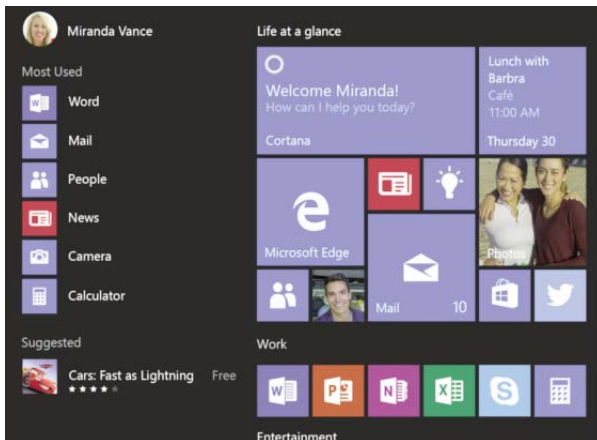 Miranda Vance
Most Used
Word
Mail
People
News
Camera
Calculator
Suggested
Cars: Fast as Lightning Free
Life at a glance
Welcome Miranda!
How can I help you today?
Cortana
Lunch with
Barbra
Café
11:00 AM
Thursday 30
Microsoft Edge
Photos
Mail 10
Work
Entertainment